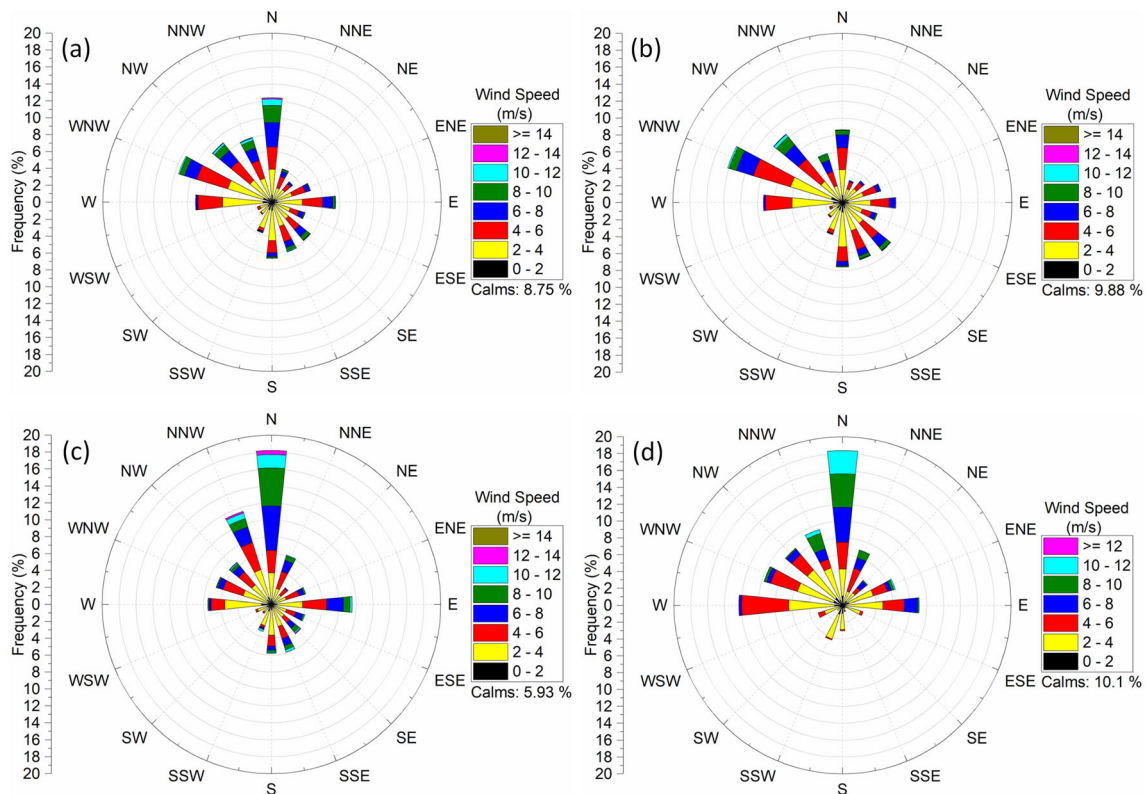 (a)
Frequency (%)
20
18
16
14
12
10
8
6
4
2
0
2
4
6
8
10
12
14
16
18
20
N
NNE
NE
ENE
E
ESE
SE
SSE
S
SSW
SW
WSW
W
WNW
NW
NNW
Wind Speed
(m/s)
>= 14
12 - 14
10 - 12
8 - 10
6 - 8
4 - 6
2 - 4
0 - 2
Calms: 8.75 %
(b)
Frequency (%)
20
18
16
14
12
10
8
6
4
2
0
2
4
6
8
10
12
14
16
18
20
N
NNE
NE
ENE
E
ESE
SE
SSE
S
SSW
SW
WSW
W
WNW
NW
NNW
Wind Speed
(m/s)
>= 14
12 - 14
10 - 12
8 - 10
6 - 8
4 - 6
2 - 4
0 - 2
Calms: 9.88 %
(c)
Frequency (%)
20
18
16
14
12
10
8
6
4
2
0
2
4
6
8
10
12
14
16
18
20
N
NNE
NE
ENE
E
ESE
SE
SSE
S
SSW
SW
WSW
W
WNW
NW
NNW
Wind Speed
(m/s)
>= 14
12 - 14
10 - 12
8 - 10
6 - 8
4 - 6
2 - 4
0 - 2
Calms: 5.93 %
(d)
Frequency (%)
20
18
16
14
12
10
8
6
4
2
0
2
4
6
8
10
12
14
16
18
20
N
NNE
NE
ENE
E
ESE
SE
SSE
S
SSW
SW
WSW
W
WNW
NW
NNW
Wind Speed
(m/s)
>= 12
10 - 12
8 - 10
6 - 8
4 - 6
2 - 4
0 - 2
Calms: 10.1 %